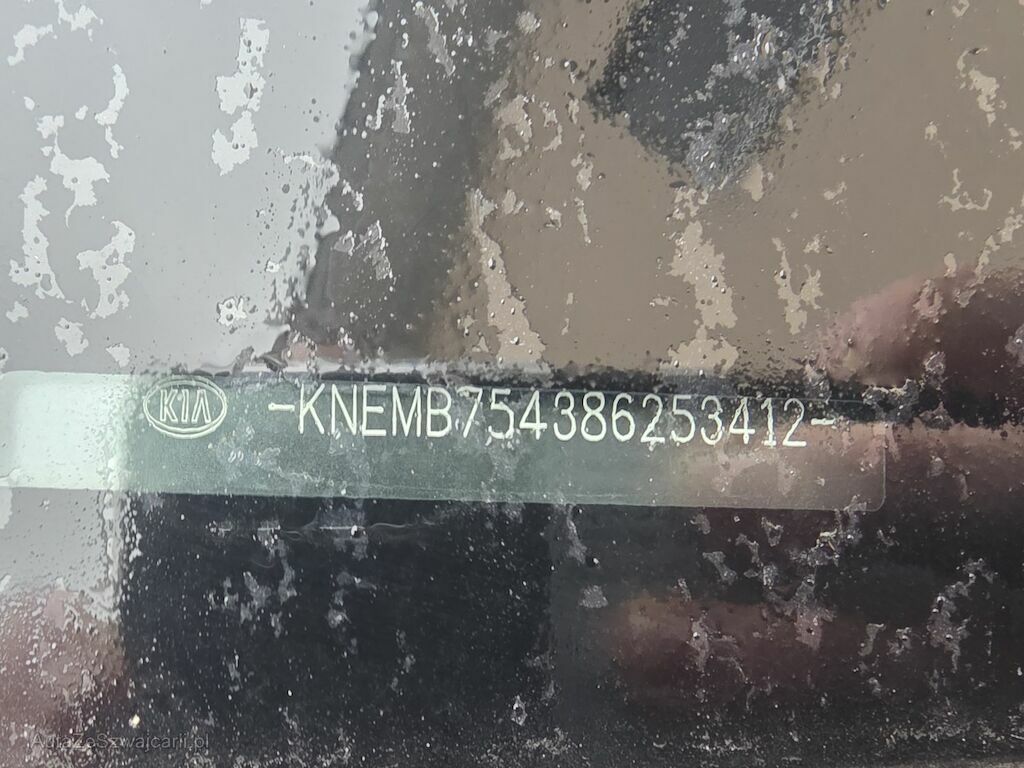 KIA -KNEMB754386253412-
AutaZeSzwajcarii.pl